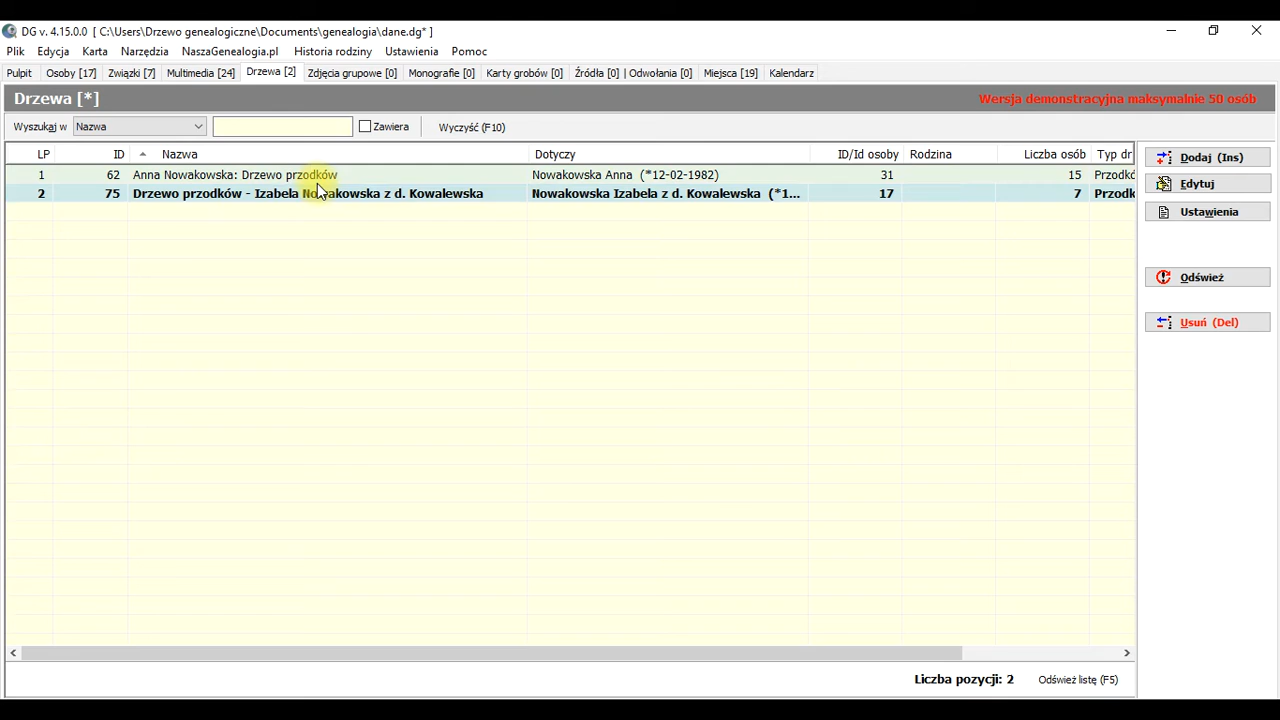 DG v. 4.15.0.0 [ C:\Users\Drzewo genealogiczne\Documents\genealogia\dane.dg* ]
Plik Edycja Karta Narzędzia NaszaGenealogia.pl Historia rodziny Ustawienia Pomoc
Pulpit Osoby [17] Związki [7] Multimedia [24] Drzewa [2] Zdjęcia grupowe [0] Monografie [0] Karty grobów [0] Źródła [0] | Odwołania [0] Miejsca [19] Kalendarz
Drzewa [*] Wersja demonstracyjna maksymalnie 50 osób
Wyszukaj w Nazwa Zawiera Wyczyść (F10)
LP ID Nazwa Dotyczy ID/Id osoby Rodzina Liczba osób Typ dr
1 62 Anna Nowakowska: Drzewo przodków Nowakowska Anna (*12-02-1982) 31 15 Przodkó
2 75 Drzewo przodków - Izabela Nowakowska z d. Kowalewska Nowakowska Izabela z d. Kowalewska (*1... 17 7 Przodk
Dodaj (Ins)
Edytuj
Ustawienia
Odśwież
Usuń (Del)
Liczba pozycji: 2 Odśwież listę (F5)